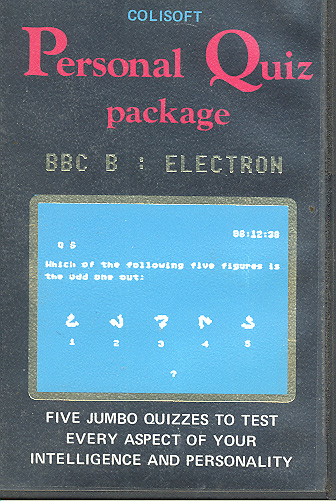 COLISOFT
Personal Quiz
package
BBC B : ELECTRON
06:12:38
Q 6
Which of the following five figures is
the odd one out:
1 2 3 4 5
?
FIVE JUMBO QUIZZES TO TEST
EVERY ASPECT OF YOUR
INTELLIGENCE AND PERSONALITY